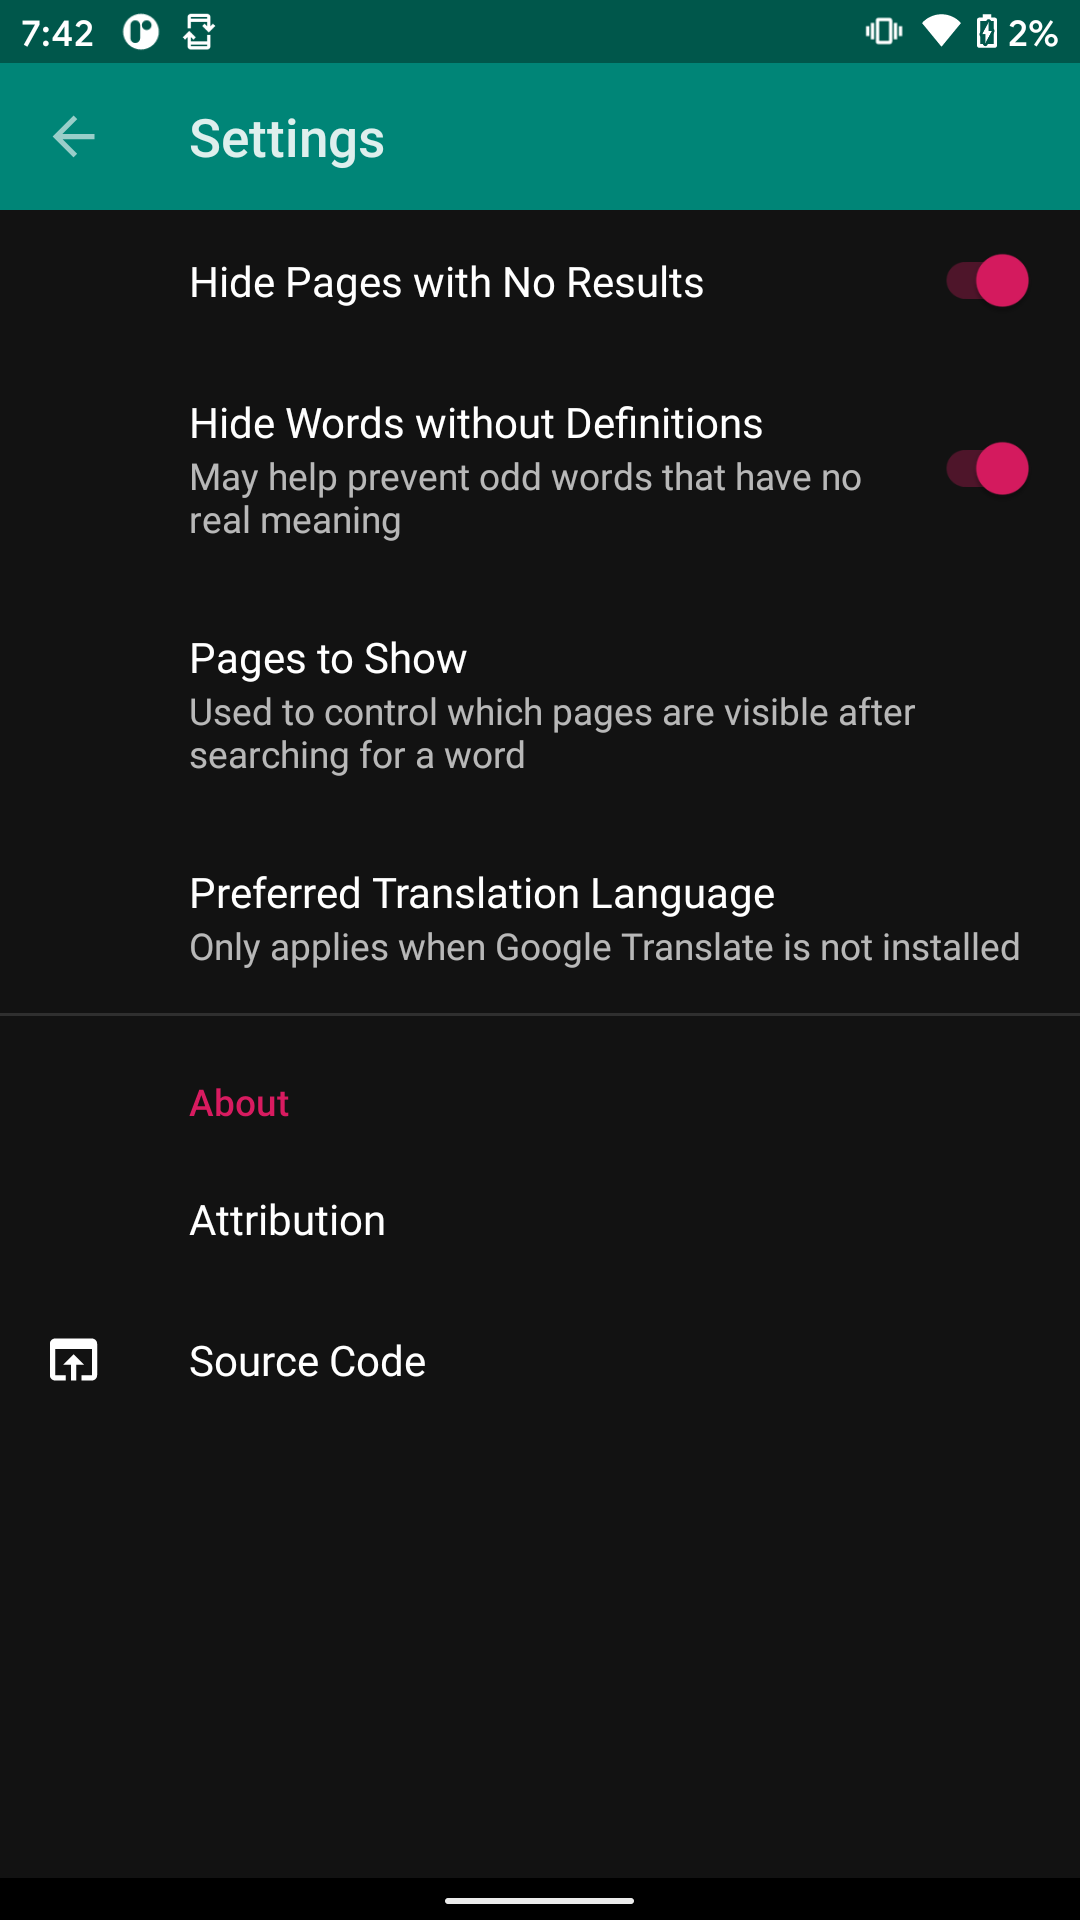 7:42
2%
Settings
Hide Pages with No Results
Hide Words without Definitions
May help prevent odd words that have no
real meaning
Pages to Show
Used to control which pages are visible after
searching for a word
Preferred Translation Language
Only applies when Google Translate is not installed
About
Attribution
Source Code